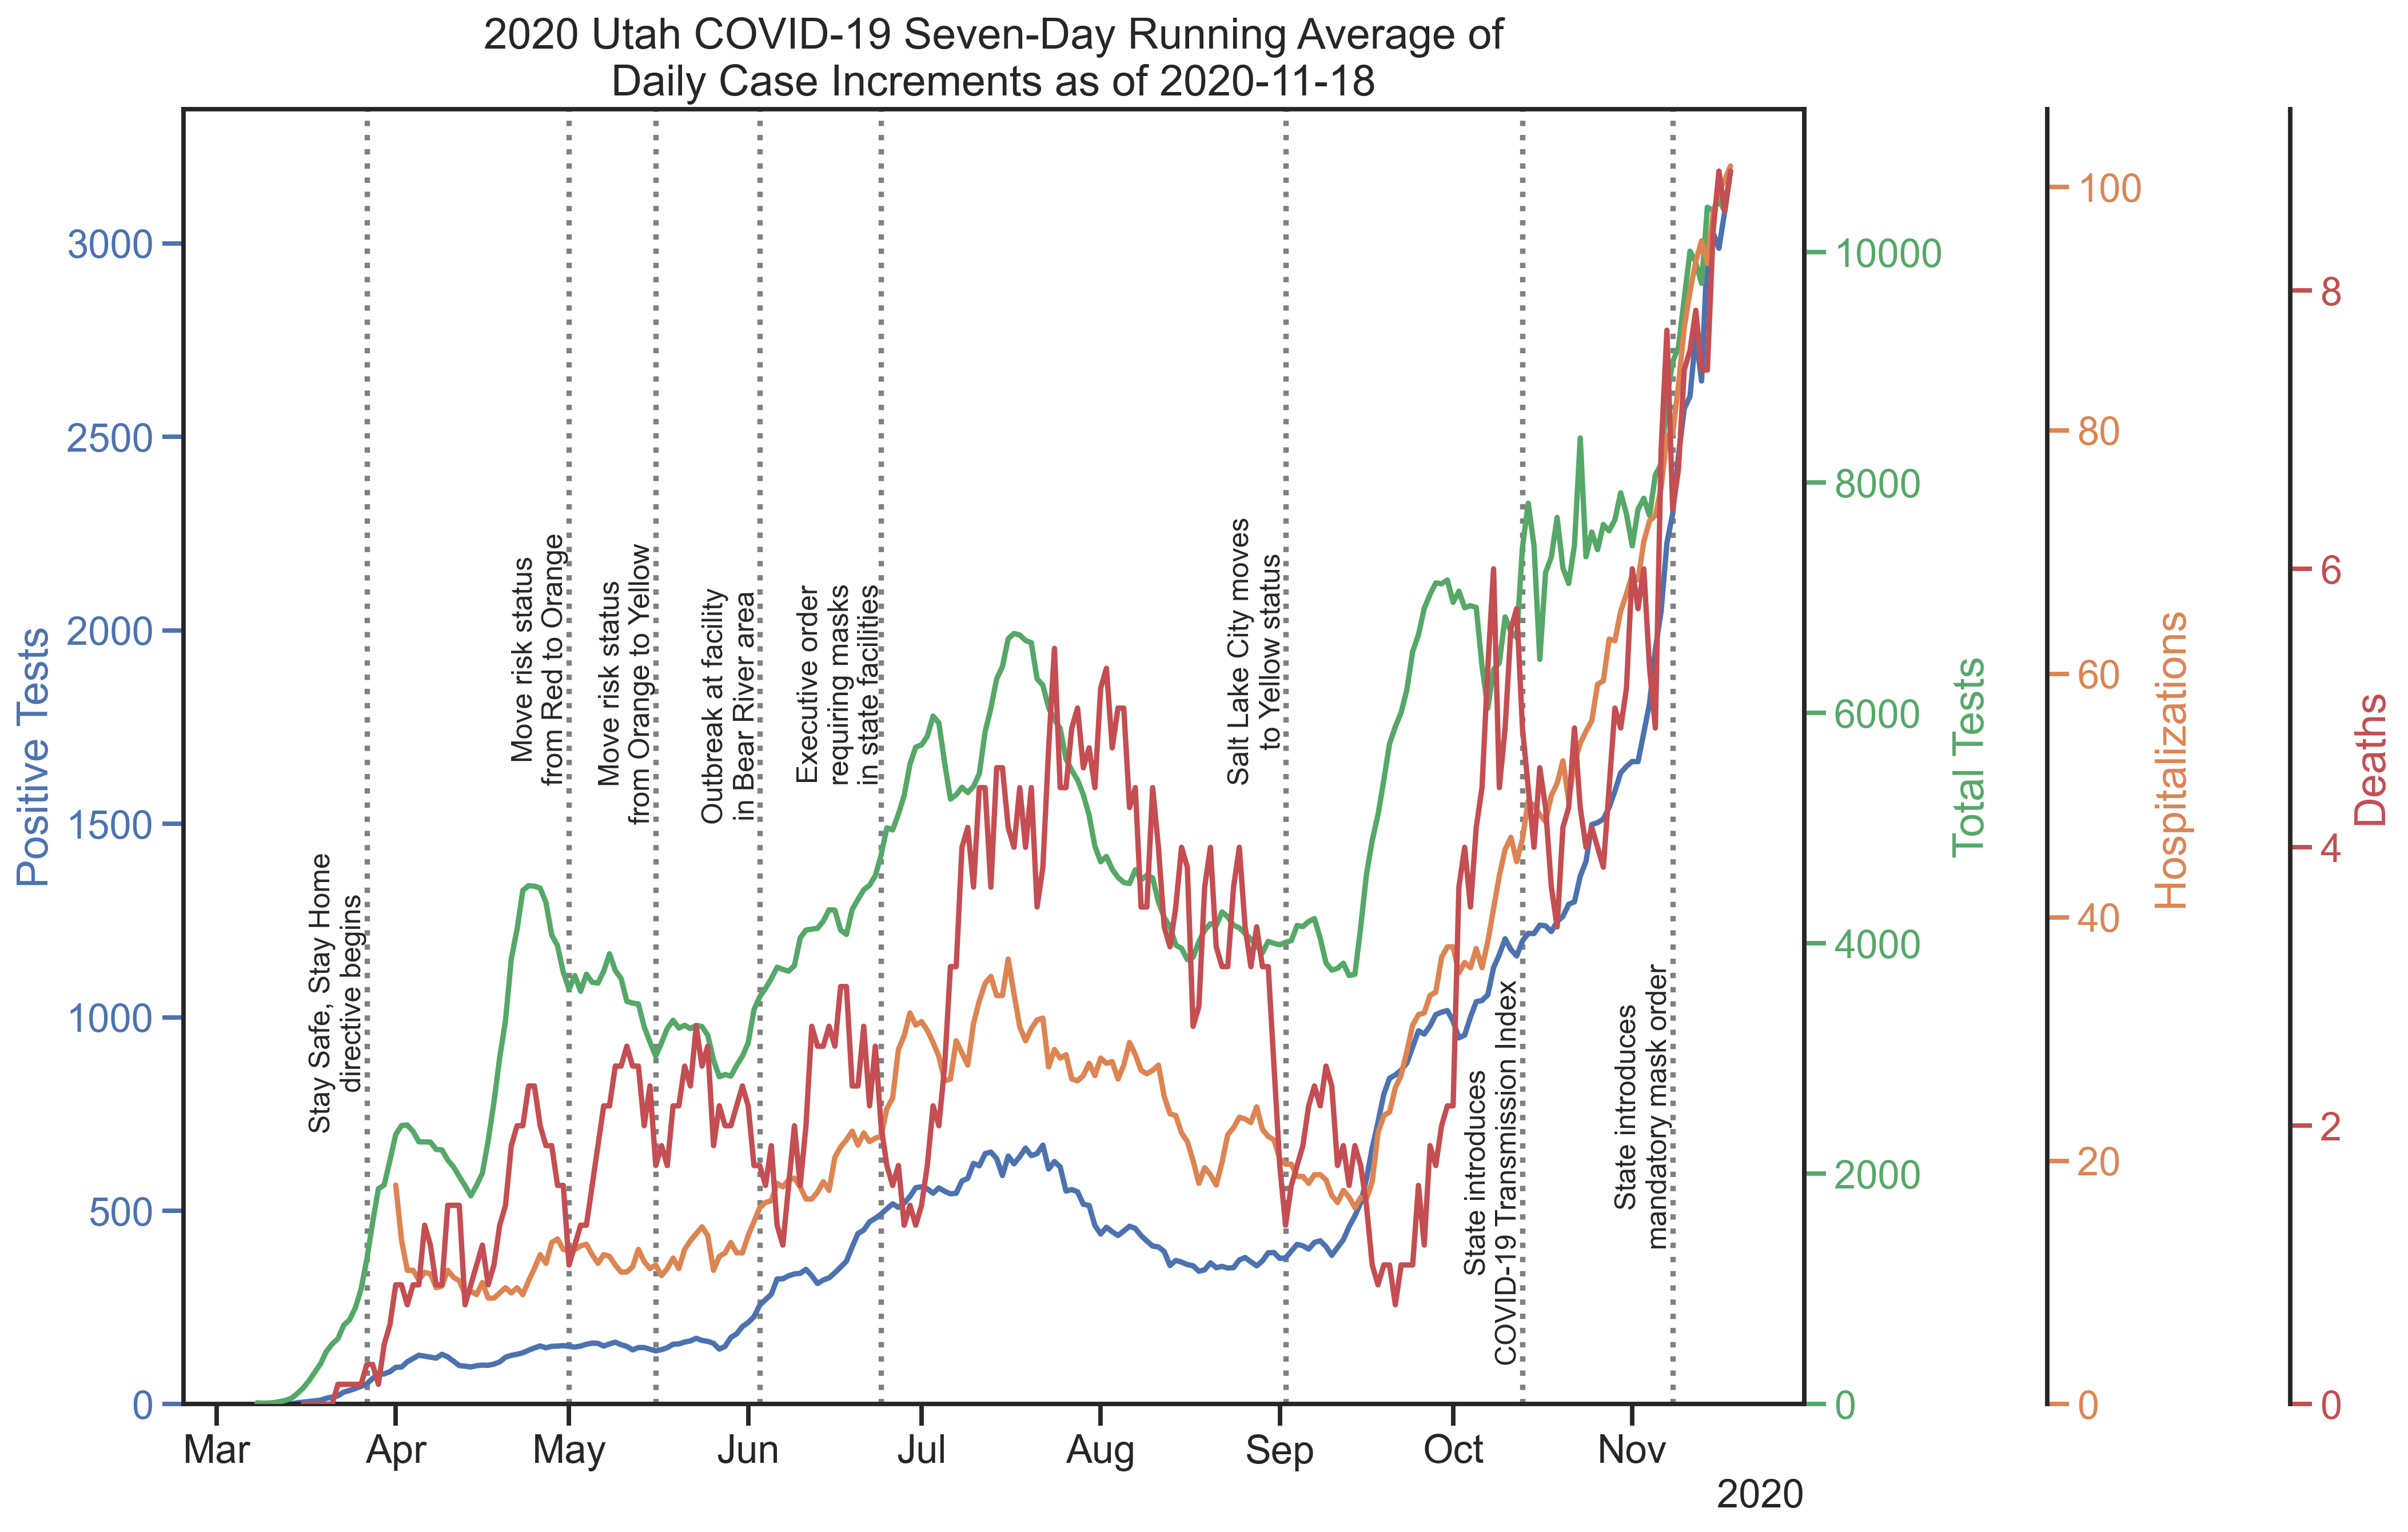 2020 Utah COVID-19 Seven-Day Running Average of
Daily Case Increments as of 2020-11-18
Positive Tests
3000
2500
2000
1500
1000
500
0
Stay Safe, Stay Home
directive begins
Move risk status
from Red to Orange
Move risk status
from Orange to Yellow
Outbreak at facility
in Bear River area
Executive order
requiring masks
in state facilities
Salt Lake City moves
to Yellow status
State introduces
COVID-19 Transmission Index
State introduces
mandatory mask order
Mar
Apr
May
Jun
Jul
Aug
Sep
Oct
Nov
2020
10000
8000
6000
4000
2000
0
Total Tests
100
80
60
40
20
0
Hospitalizations
8
6
4
2
0
Deaths